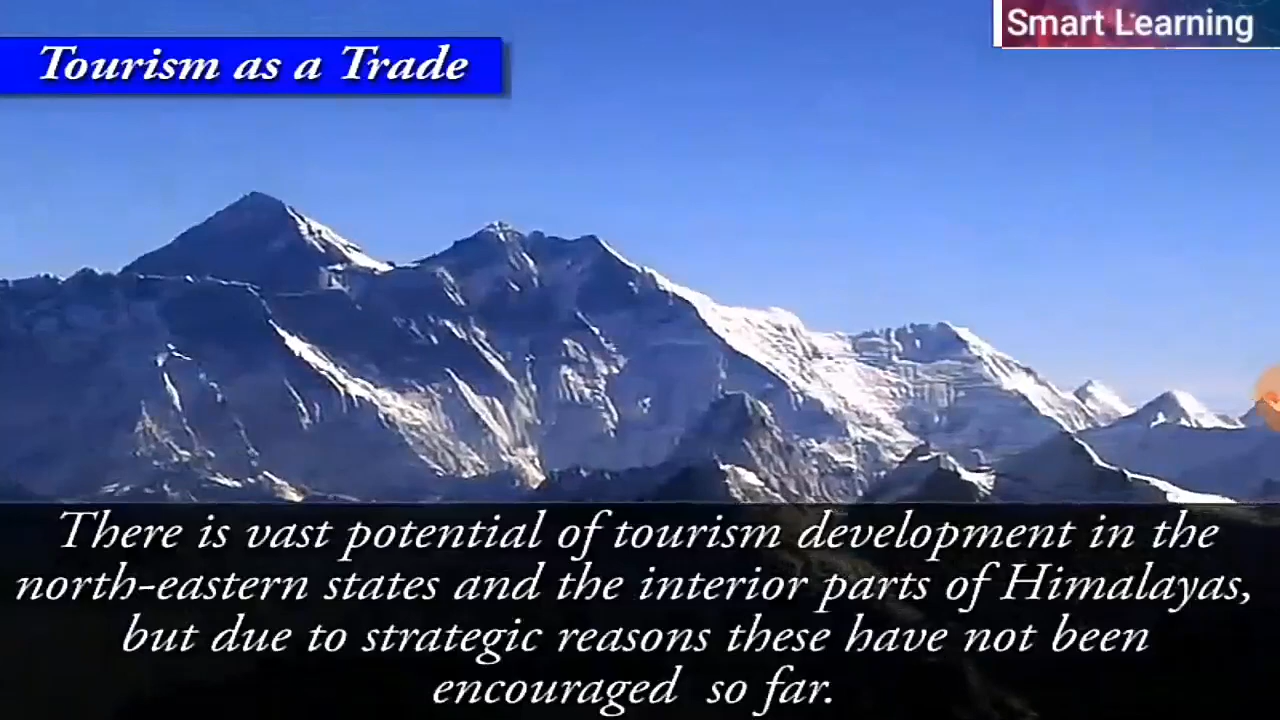 Smart Learning
Tourism as a Trade
There is vast potential of tourism development in the
north-eastern states and the interior parts of Himalayas,
but due to strategic reasons these have not been
encouraged so far.